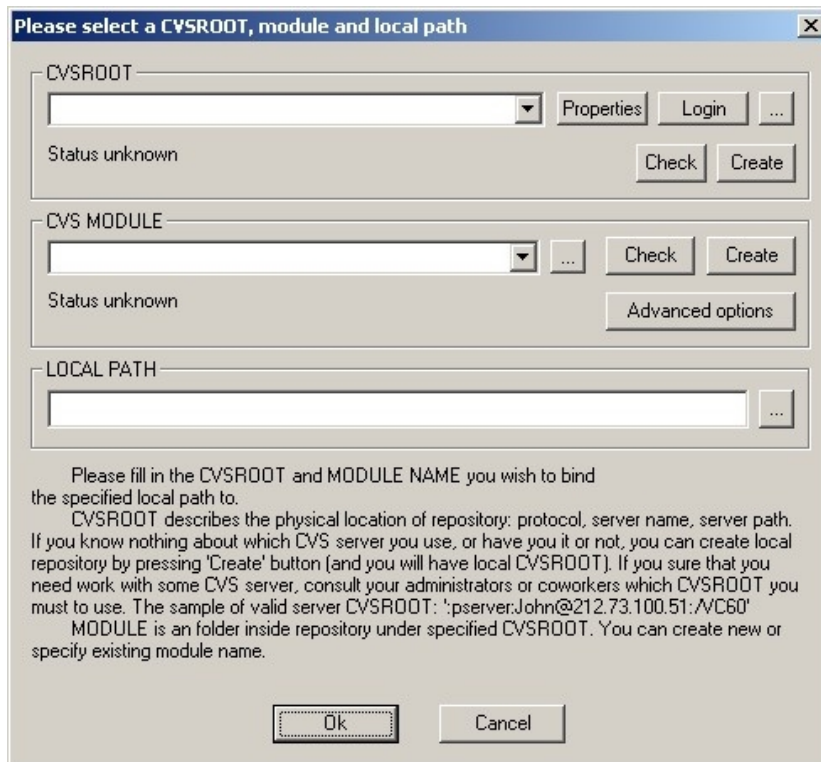 Please select a CVSROOT, module and local path
CVSROOT
Properties Login ...
Status unknown
Check Create
CVS MODULE
... Check Create
Status unknown
Advanced options
LOCAL PATH
...
Please fill in the CVSROOT and MODULE NAME you wish to bind
the specified local path to.
CVSROOT describes the physical location of repository: protocol, server name, server path.
If you know nothing about which CVS server you use, or have you it or not, you can create local
repository by pressing 'Create' button (and you will have local CVSROOT). If you sure that you
need work with some CVS server, consult your administrators or coworkers which CVSROOT you
must to use. The sample of valid server CVSROOT: ':pserver:John@212.73.100.51:/VC60'
MODULE is an folder inside repository under specified CVSROOT. You can create new or
specify existing module name.
Ok Cancel